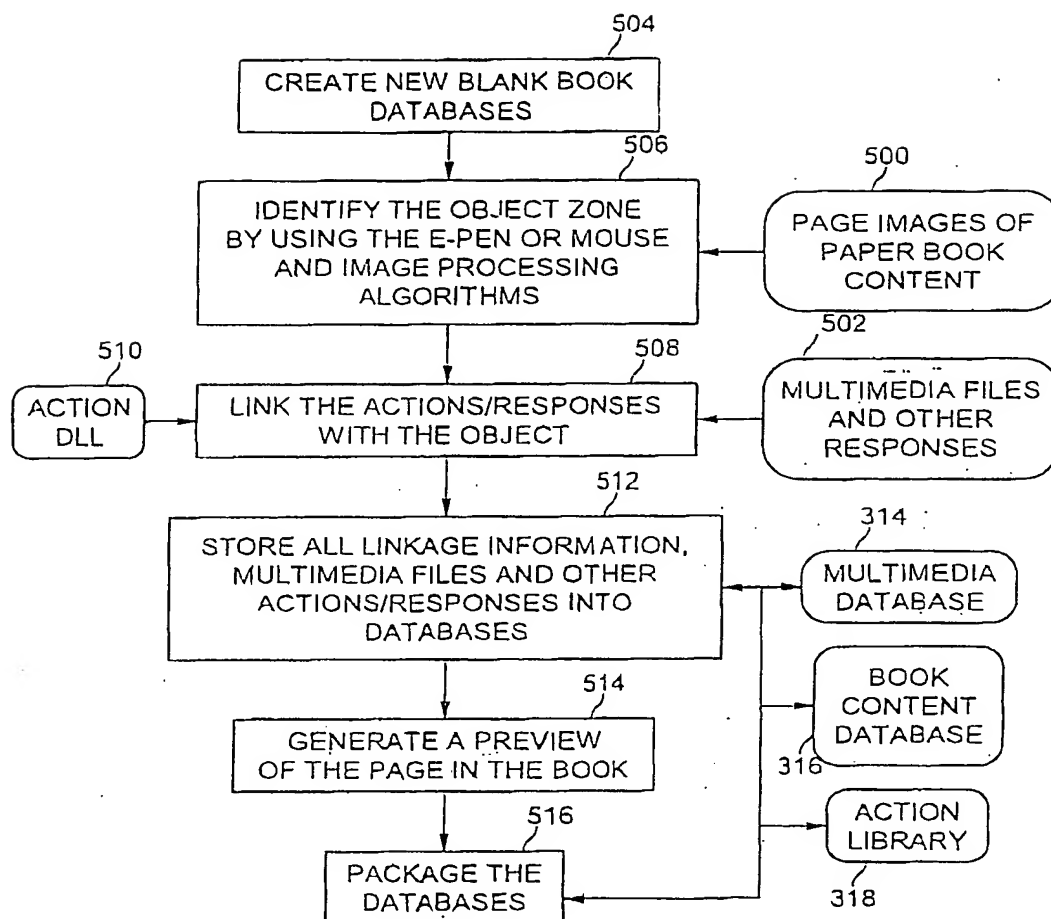 504
CREATE NEW BLANK BOOK
DATABASES
506
IDENTIFY THE OBJECT ZONE
BY USING THE E-PEN OR MOUSE
AND IMAGE PROCESSING
ALGORITHMS
500
PAGE IMAGES OF
PAPER BOOK
CONTENT
510
ACTION
DLL
508
LINK THE ACTIONS/RESPONSES
WITH THE OBJECT
502
MULTIMEDIA FILES
AND OTHER
RESPONSES
512
STORE ALL LINKAGE INFORMATION,
MULTIMEDIA FILES AND OTHER
ACTIONS/RESPONSES INTO
DATABASES
314
MULTIMEDIA
DATABASE
BOOK
CONTENT
DATABASE
316
514
GENERATE A PREVIEW
OF THE PAGE IN THE BOOK
ACTION
LIBRARY
318
516
PACKAGE THE
DATABASES